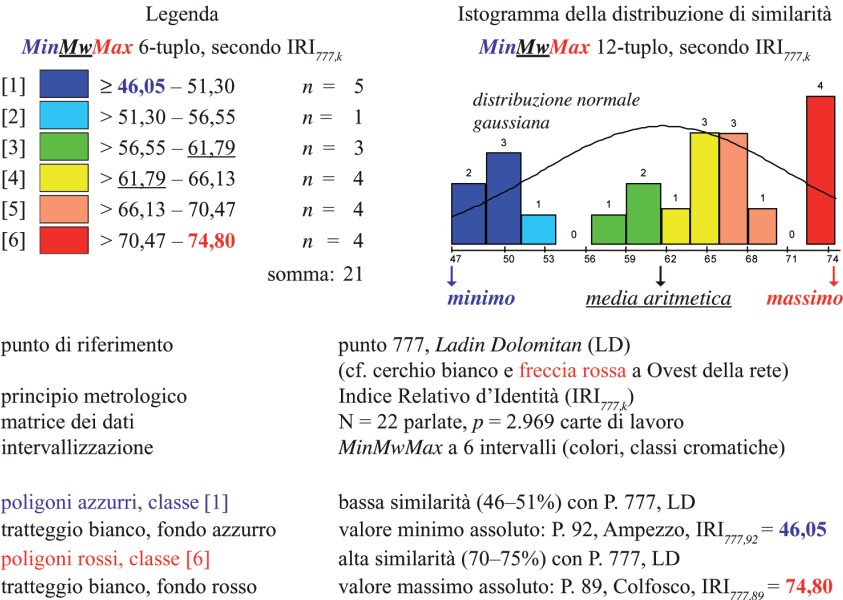 Legenda
MinMwMax 6-tuplo, secondo IRI777,k
[1] ≥ 46,05 – 51,30 n = 5
[2] > 51,30 – 56,55 n = 1
[3] > 56,55 – 61,79 n = 3
[4] > 61,79 – 66,13 n = 4
[5] > 66,13 – 70,47 n = 4
[6] > 70,47 – 74,80 n = 4
somma: 21
Istogramma della distribuzione di similarità
MinMwMax 12-tuplo, secondo IRI777,k
distribuzione normale
gaussiana
2 3 1 0 1 2 1 3 3 1 0 4
47 50 53 56 59 62 65 68 71 74
minimo media aritmetica massimo
punto di riferimento punto 777, Ladin Dolomitan (LD)
(cf. cerchio bianco e freccia rossa a Ovest della rete)
principio metrologico Indice Relativo d’Identità (IRI777,k)
matrice dei dati N = 22 parlate, p = 2.969 carte di lavoro
intervallizzazione MinMwMax a 6 intervalli (colori, classi cromatiche)
poligoni azzurri, classe [1] bassa similarità (46–51%) con P. 777, LD
tratteggio bianco, fondo azzurro valore minimo assoluto: P. 92, Ampezzo, IRI777,92 = 46,05
poligoni rossi, classe [6] alta similarità (70–75%) con P. 777, LD
tratteggio bianco, fondo rosso valore massimo assoluto: P. 89, Colfosco, IRI777,89 = 74,80